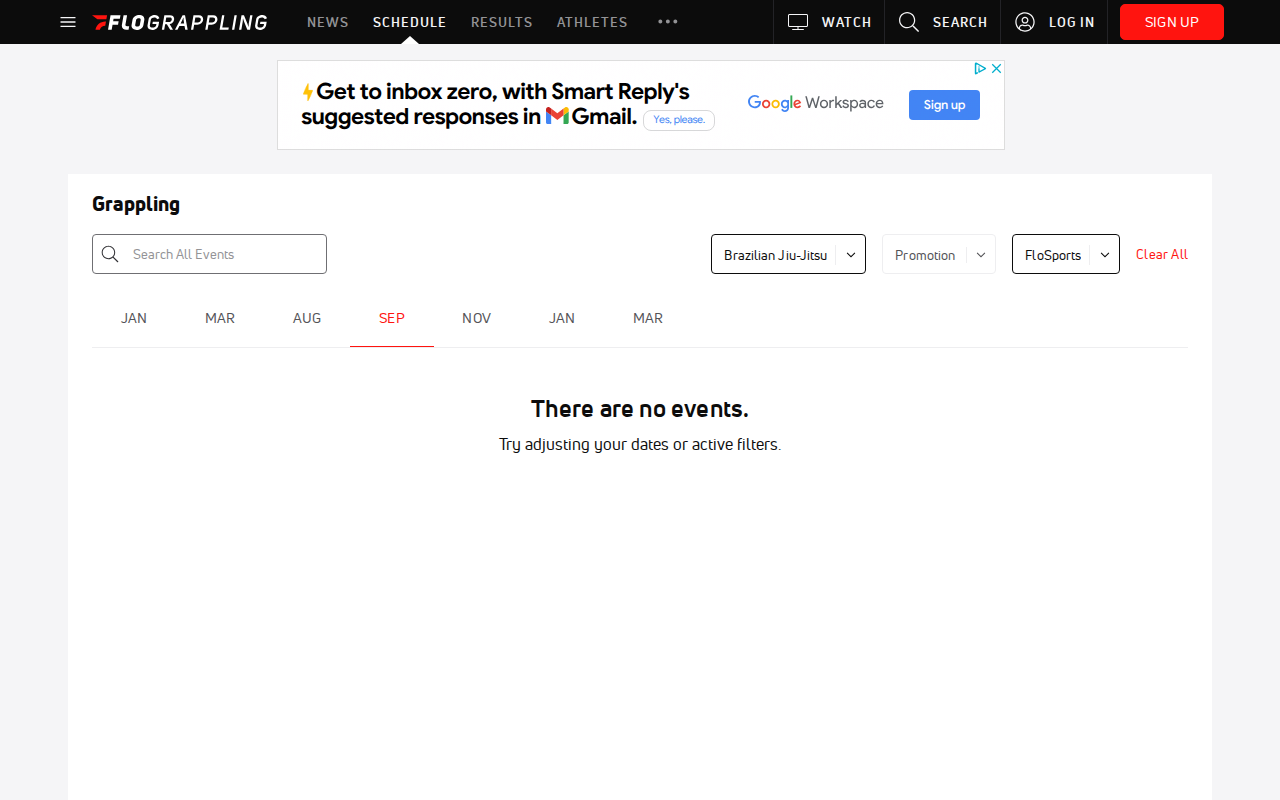 FLOGRAPPLING
NEWS
SCHEDULE
RESULTS
ATHLETES
WATCH
SEARCH
LOG IN
SIGN UP
Get to inbox zero, with Smart Reply's
suggested responses in Gmail.
Yes, please.
Google Workspace
Sign up
Grappling
Search All Events
Brazilian Jiu-Jitsu
Promotion
FloSports
Clear All
JAN
MAR
AUG
SEP
NOV
JAN
MAR
There are no events.
Try adjusting your dates or active filters.